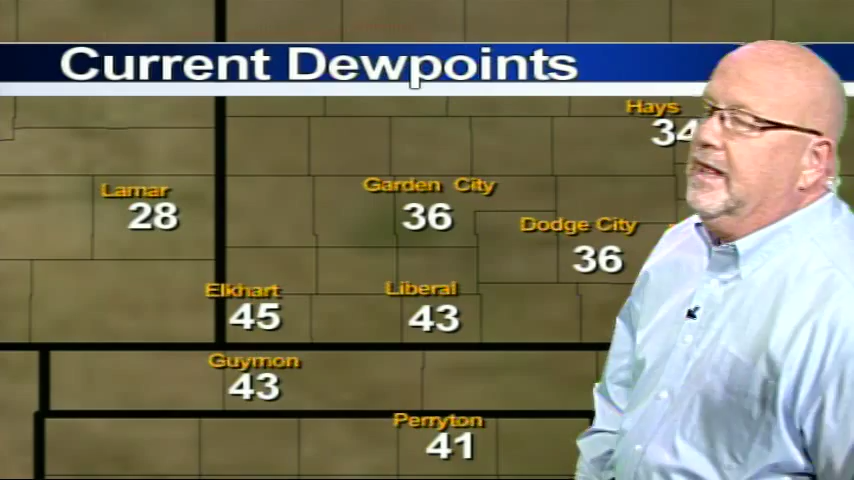 Current Dewpoints
Hays
34
Lamar
28
Garden City
36
Dodge City
36
Elkhart
45
Liberal
43
Guymon
43
Perryton
41